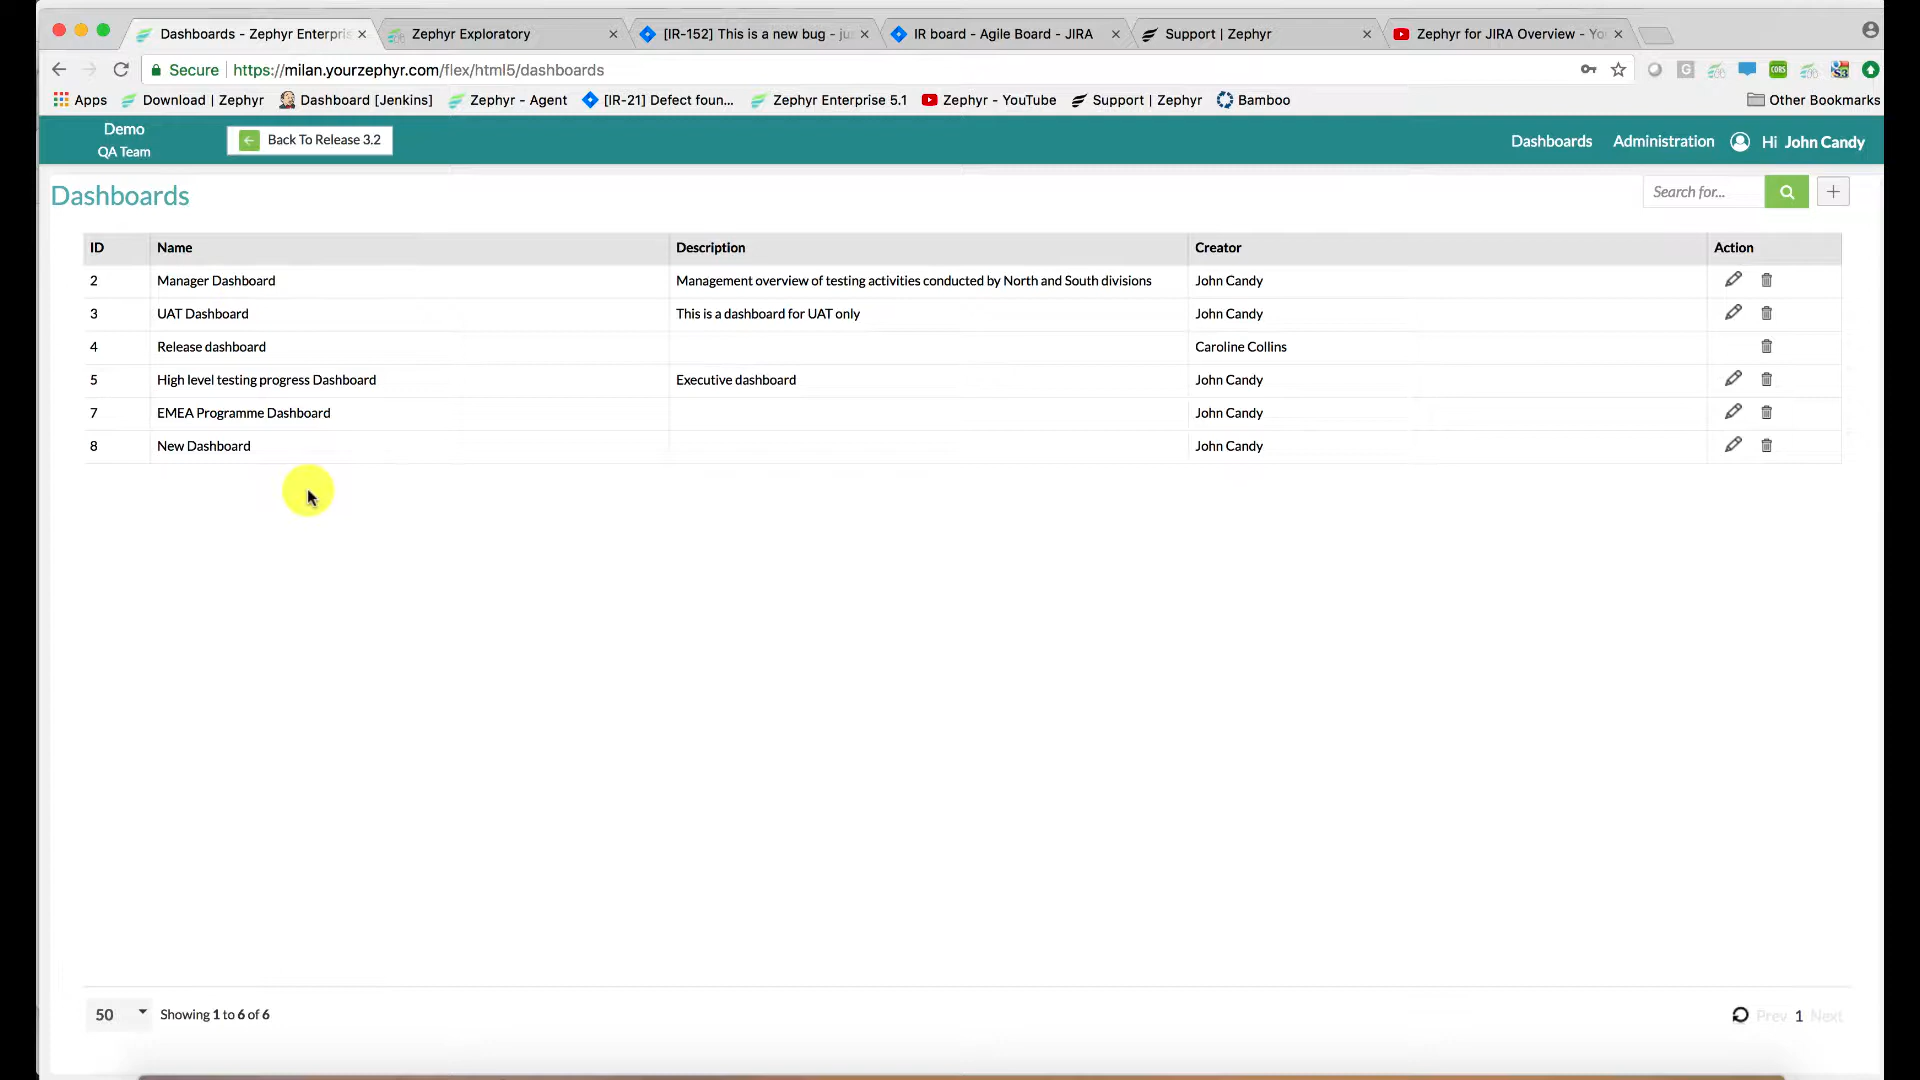 Dashboards - Zephyr Enterpris
Zephyr Exploratory
[IR-152] This is a new bug - ju
IR board - Agile Board - JIRA
Support | Zephyr
Zephyr for JIRA Overview - Yo
Secure https://milan.yourzephyr.com/flex/html5/dashboards
Apps Download | Zephyr Dashboard [Jenkins] Zephyr - Agent [IR-21] Defect foun... Zephyr Enterprise 5.1 Zephyr - YouTube Support | Zephyr Bamboo Other Bookmarks
Demo
QA Team
Back To Release 3.2
Dashboards Administration Hi John Candy
Dashboards
Search for...
ID Name Description Creator Action
2 Manager Dashboard Management overview of testing activities conducted by North and South divisions John Candy
3 UAT Dashboard This is a dashboard for UAT only John Candy
4 Release dashboard Caroline Collins
5 High level testing progress Dashboard Executive dashboard John Candy
7 EMEA Programme Dashboard John Candy
8 New Dashboard John Candy
50 Showing 1 to 6 of 6 Prev 1 Next